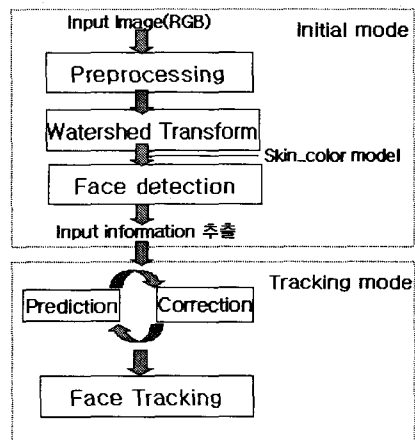 Input Image(RGB)
Initial mode
Preprocessing
Watershed Transform
Skin_color model
Face detection
Input information 추출
Tracking mode
Prediction
Correction
Face Tracking